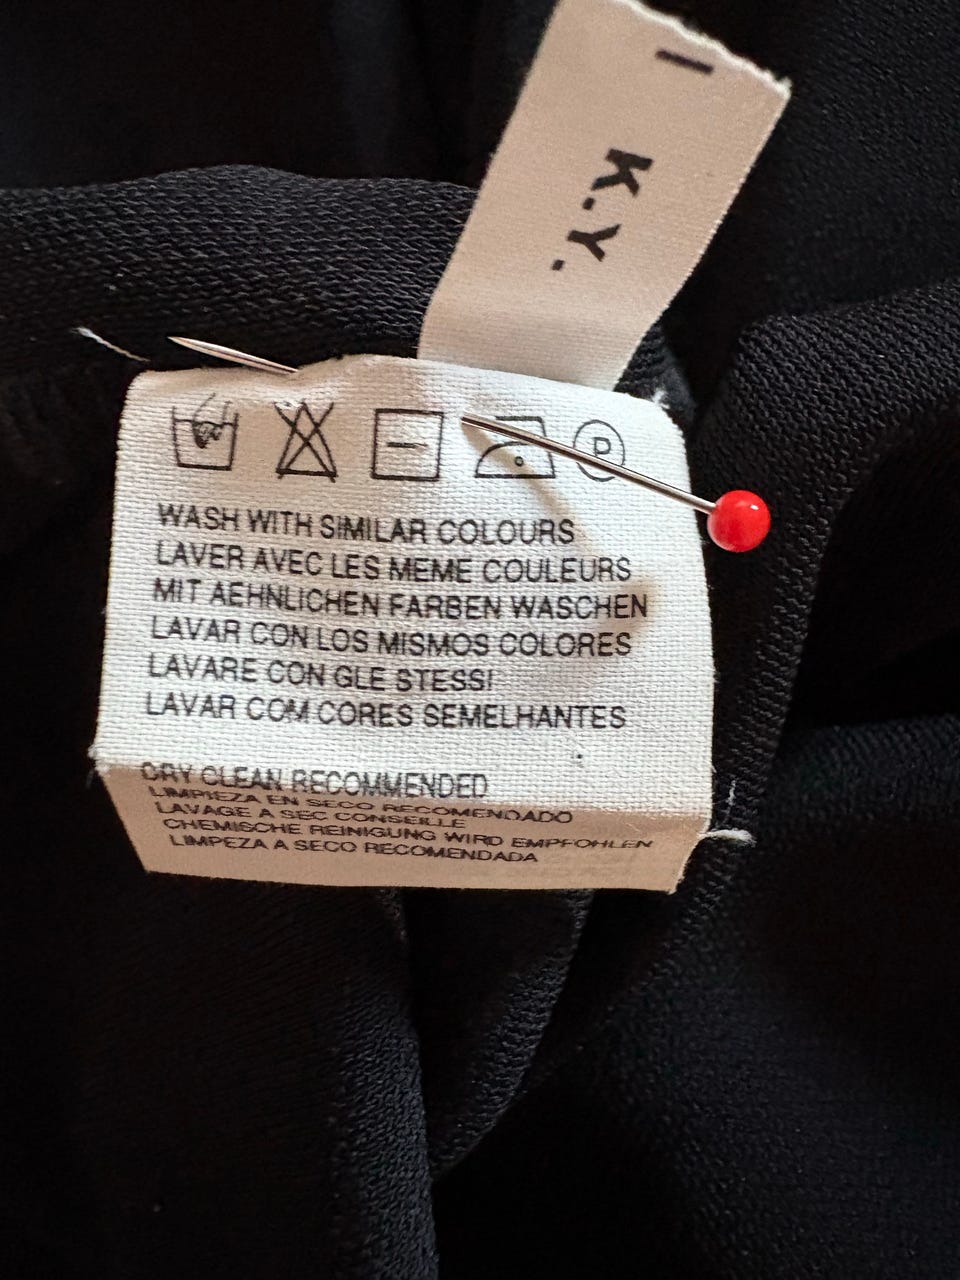 K.Y.
P
WASH WITH SIMILAR COLOURS
LAVER AVEC LES MEME COULEURS
MIT AEHNLICHEN FARBEN WASCHEN
LAVAR CON LOS MISMOS COLORES
LAVARE CON GLE STESSI
LAVAR COM CORES SEMELHANTES
DRY CLEAN RECOMMENDED
LIMPIEZA EN SECO RECOMENDADO
LAVAGE A SEC CONSEILLE
CHEMISCHE REINIGUNG WIRD EMPFOHLEN
LIMPEZA A SECO RECOMENDADA